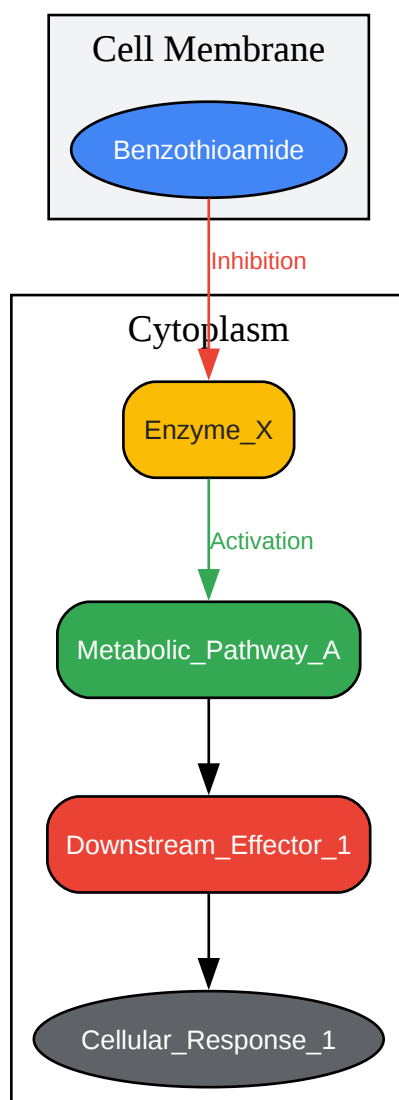 Cell Membrane
Benzothioamide
Inhibition
Cytoplasm
Enzyme_X
Activation
Metabolic_Pathway_A
Downstream_Effector_1
Cellular_Response_1